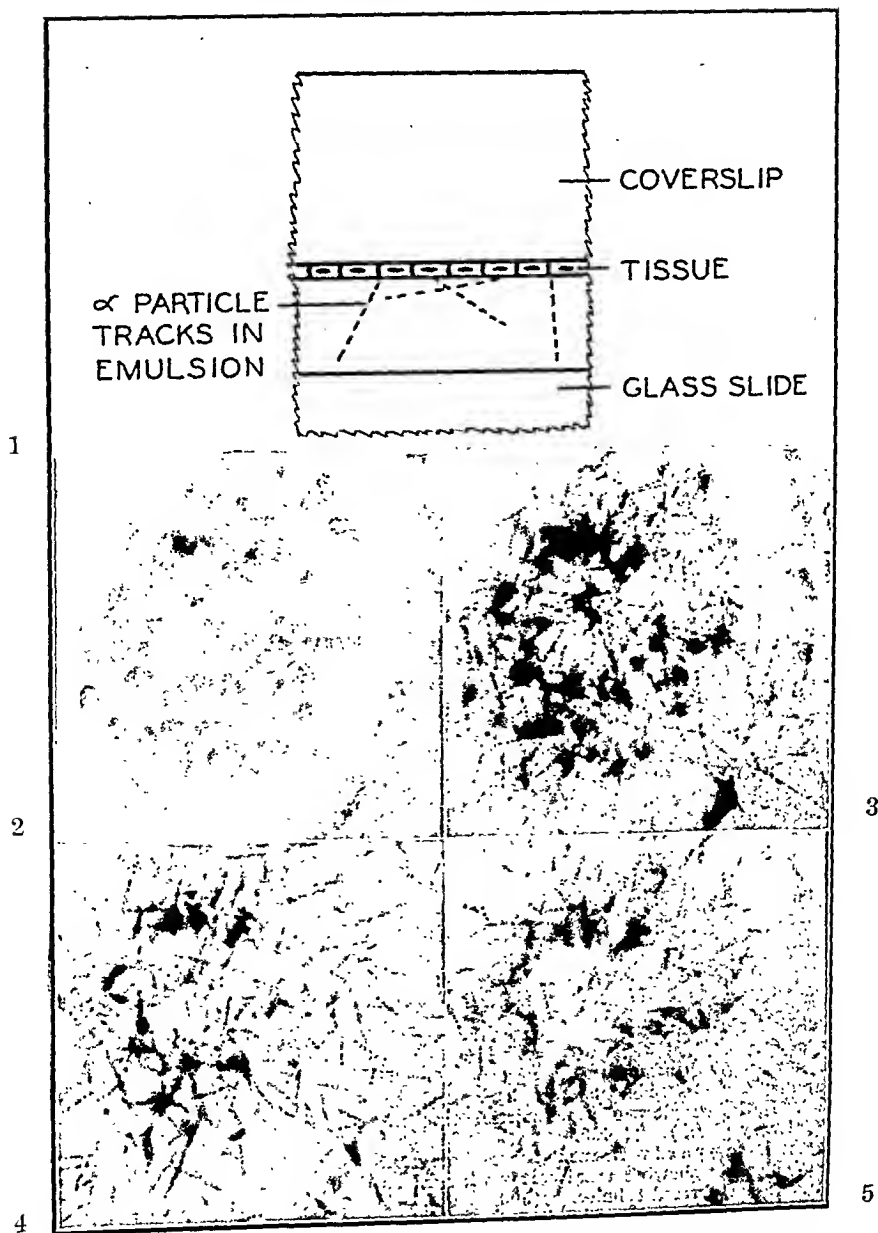 COVERSLIP
TISSUE
∝ PARTICLE
TRACKS IN
EMULSION
GLASS SLIDE
1
2
3
4
5